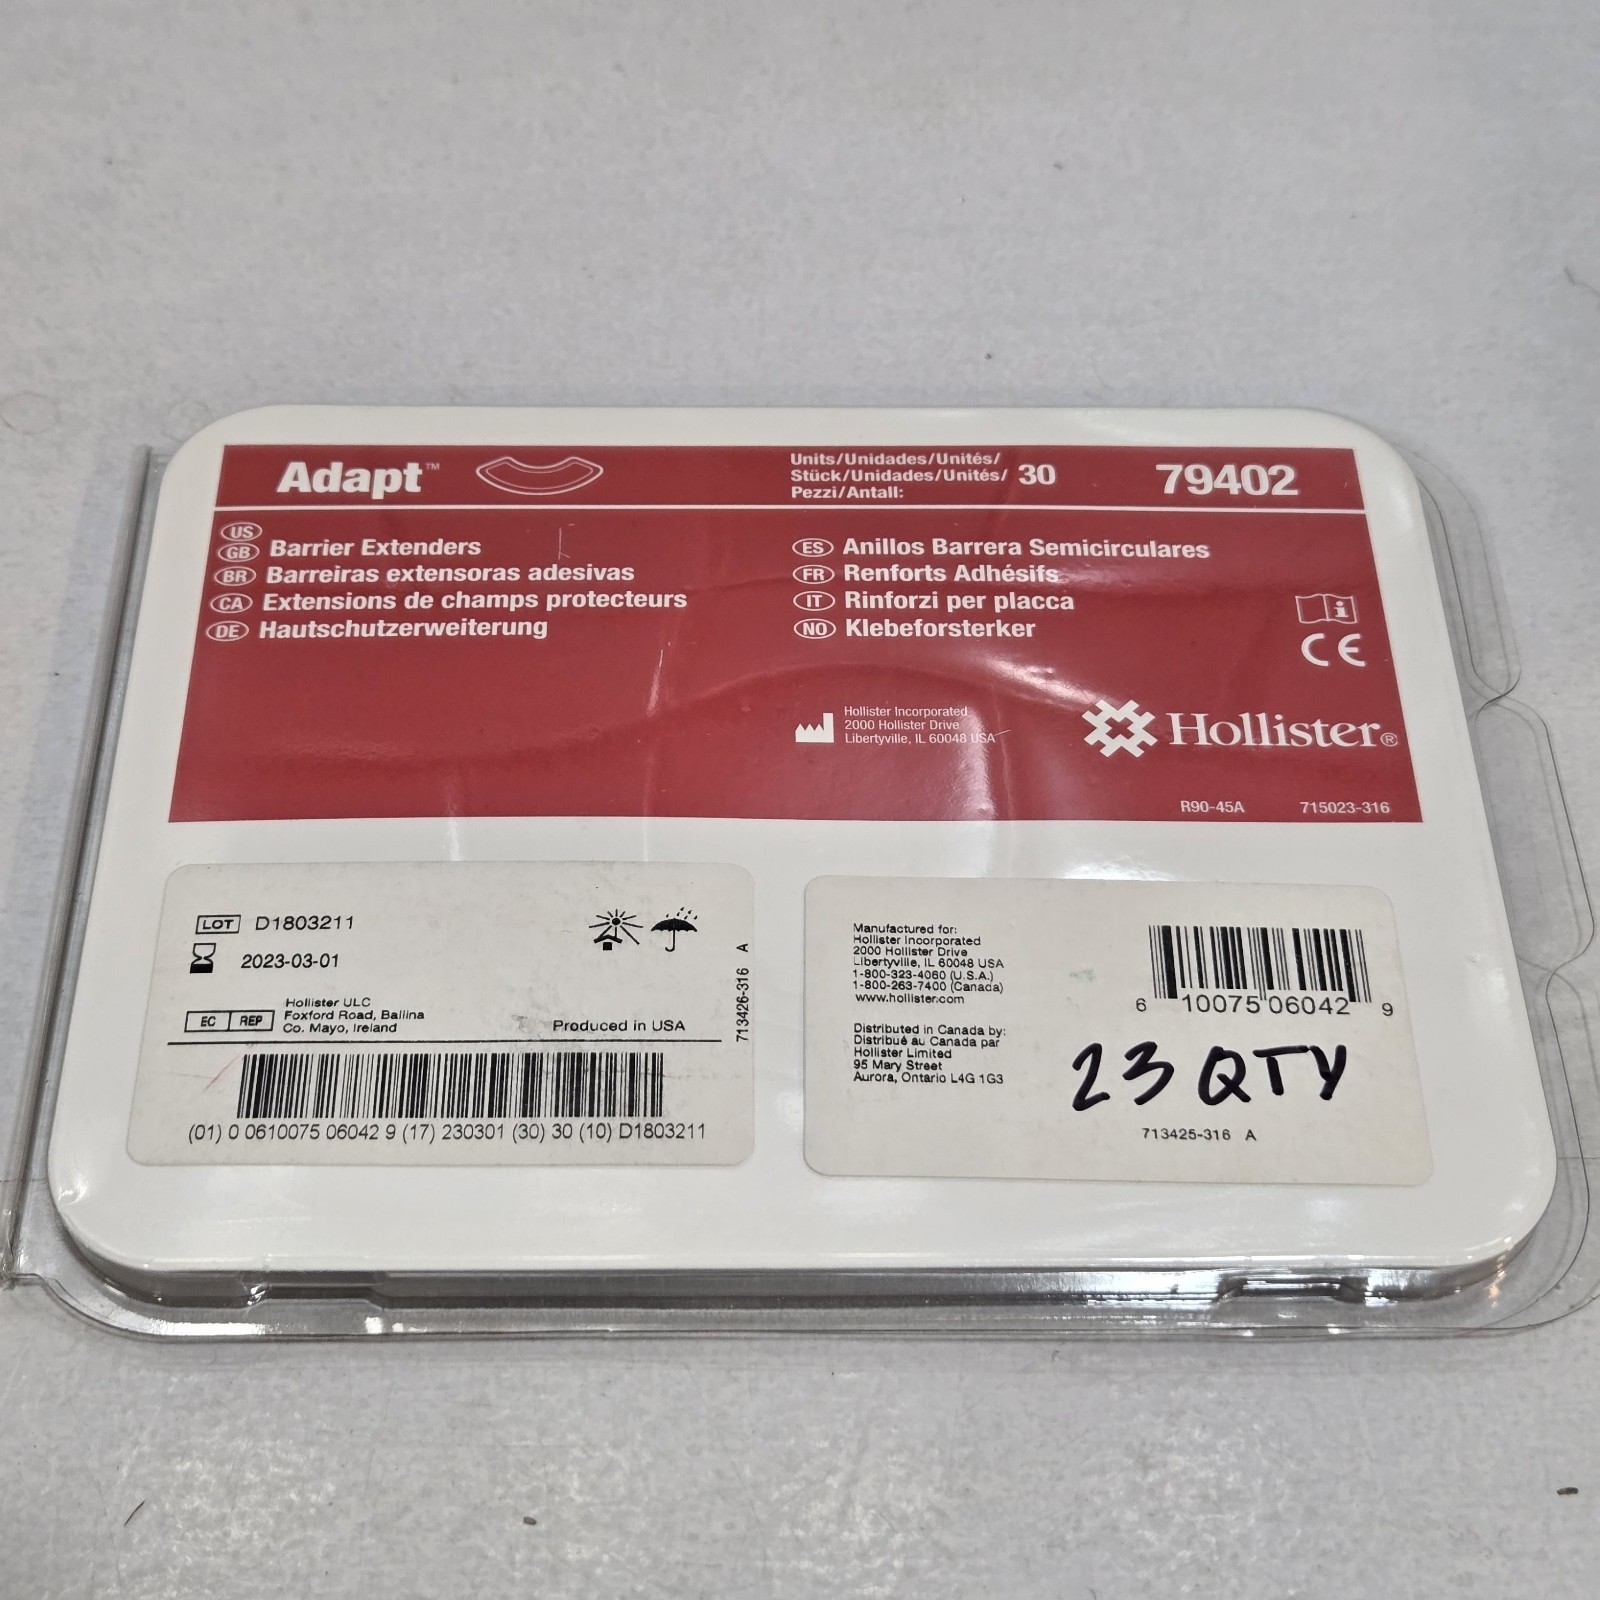 Adapt™
Units/Unidades/Unités/
Stück/Unidades/Unités/ 30
Pezzi/Antall:
79402
US
GB Barrier Extenders
BR Barreiras extensoras adesivas
CA Extensions de champs protecteurs
DE Hautschutzerweiterung
ES Anillos Barrera Semicirculares
FR Renforts Adhésifs
IT Rinforzi per placca
NO Klebeforsterker
CE
Hollister Incorporated
2000 Hollister Drive
Libertyville, IL 60048 USA
Hollister®
R90-45A 715023-316
LOT D1803211
2023-03-01
EC REP
Hollister ULC
Foxford Road, Ballina
Co. Mayo, Ireland
Produced in USA
713426-316 A
(01) 0 0610075 06042 9 (17) 230301 (30) 30 (10) D1803211
Manufactured for:
Hollister Incorporated
2000 Hollister Drive
Libertyville, IL 60048 USA
1-800-323-4060 (U.S.A.)
1-800-263-7400 (Canada)
www.hollister.com
Distributed in Canada by:
Distribué au Canada par
Hollister Limited
95 Mary Street
Aurora, Ontario L4G 1G3
6 10075 06042 9
23 QTY
713425-316 A